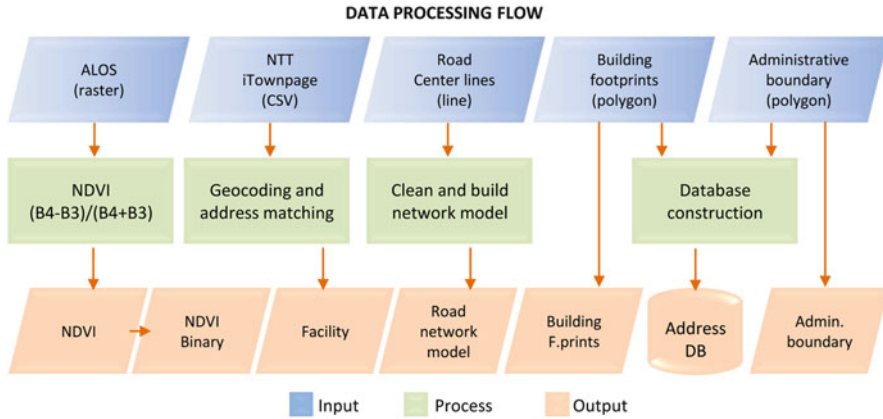 DATA PROCESSING FLOW
ALOS
(raster)
NTT
iTownpage
(CSV)
Road
Center lines
(line)
Building
footprints
(polygon)
Administrative
boundary
(polygon)
NDVI
(B4-B3)/(B4+B3)
Geocoding and
address matching
Clean and build
network model
Database
construction
NDVI
NDVI
Binary
Facility
Road
network
model
Building
F.prints
Address
DB
Admin.
boundary
Input
Process
Output